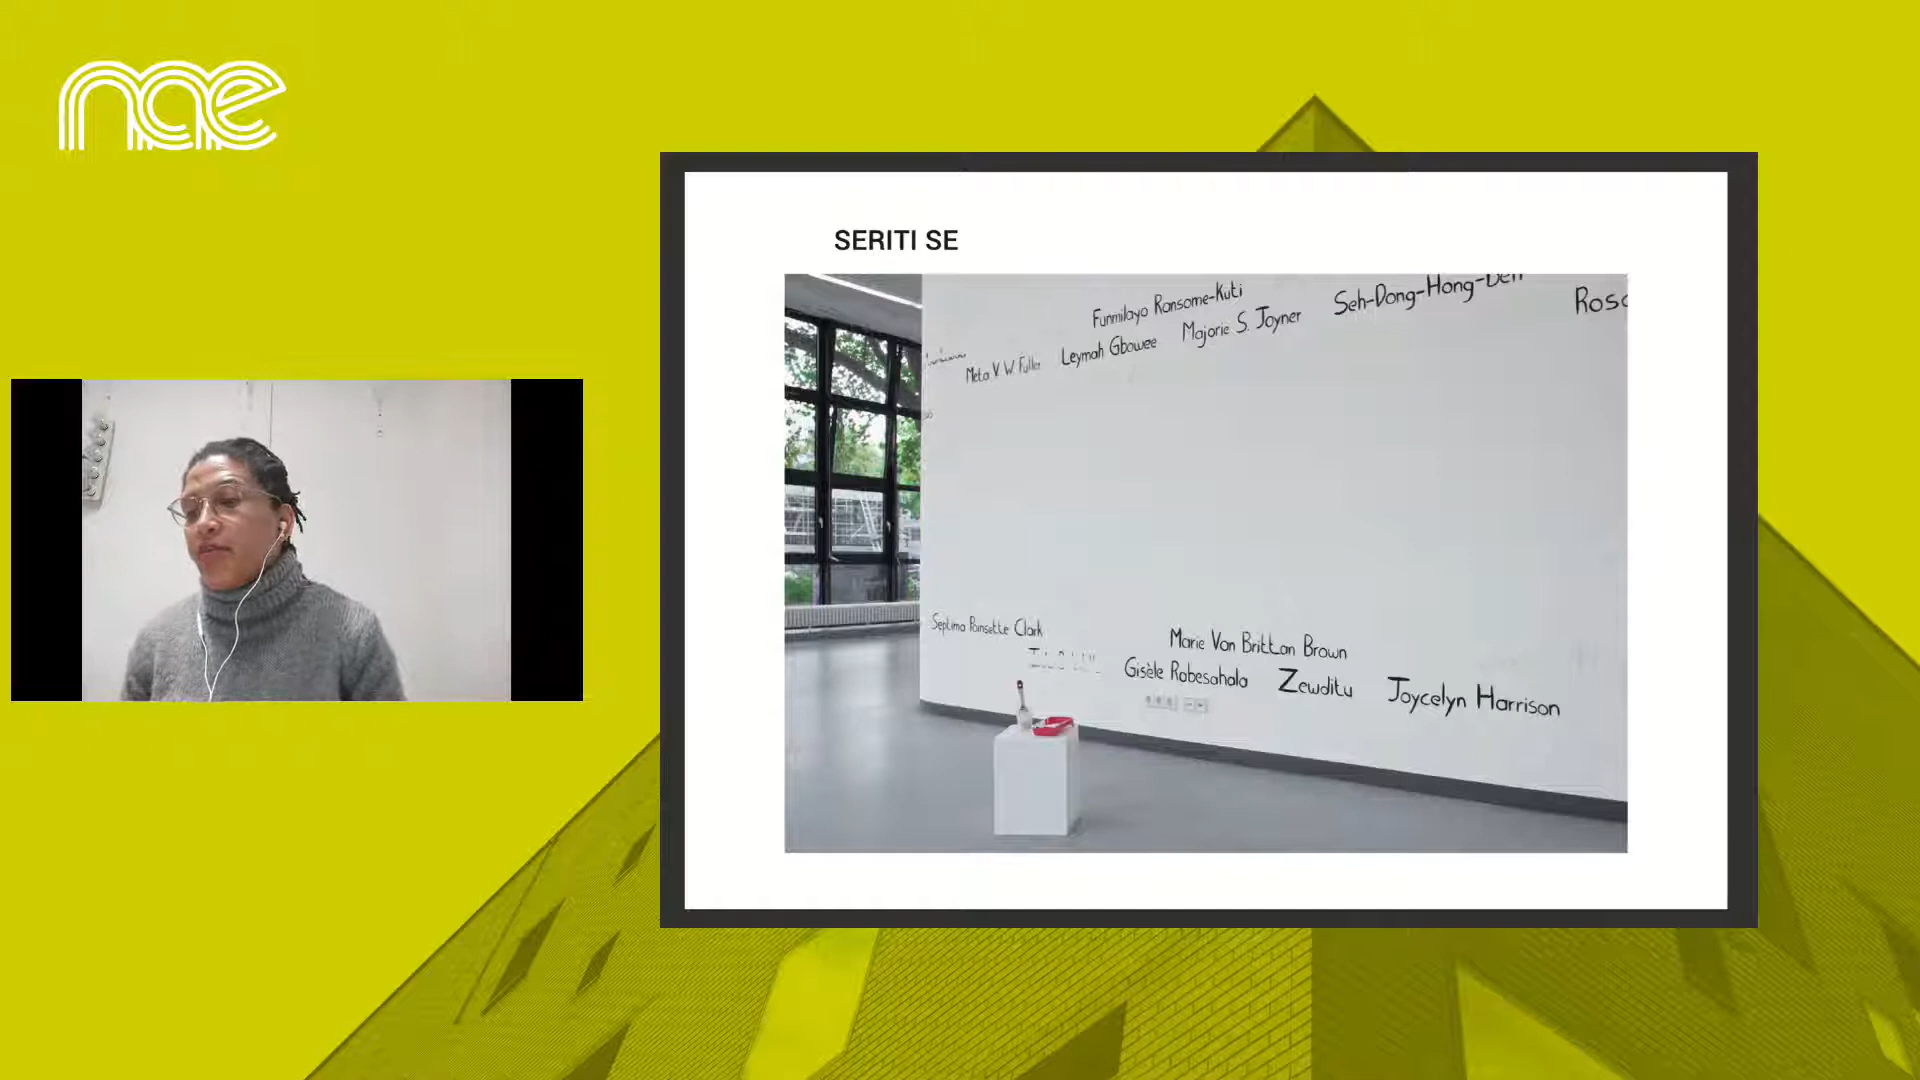 nae
SERITI SE
Funmilayo Ransome-Kuti
Seh-Dong-Hong-Beh
Meta V. W. Fuller
Leymah Gbowee
Majorie S. Joyner
Septima Poinsette Clark
Marie Van Brittan Brown
Gisèle Rabesahala
Zewditu
Joycelyn Harrison